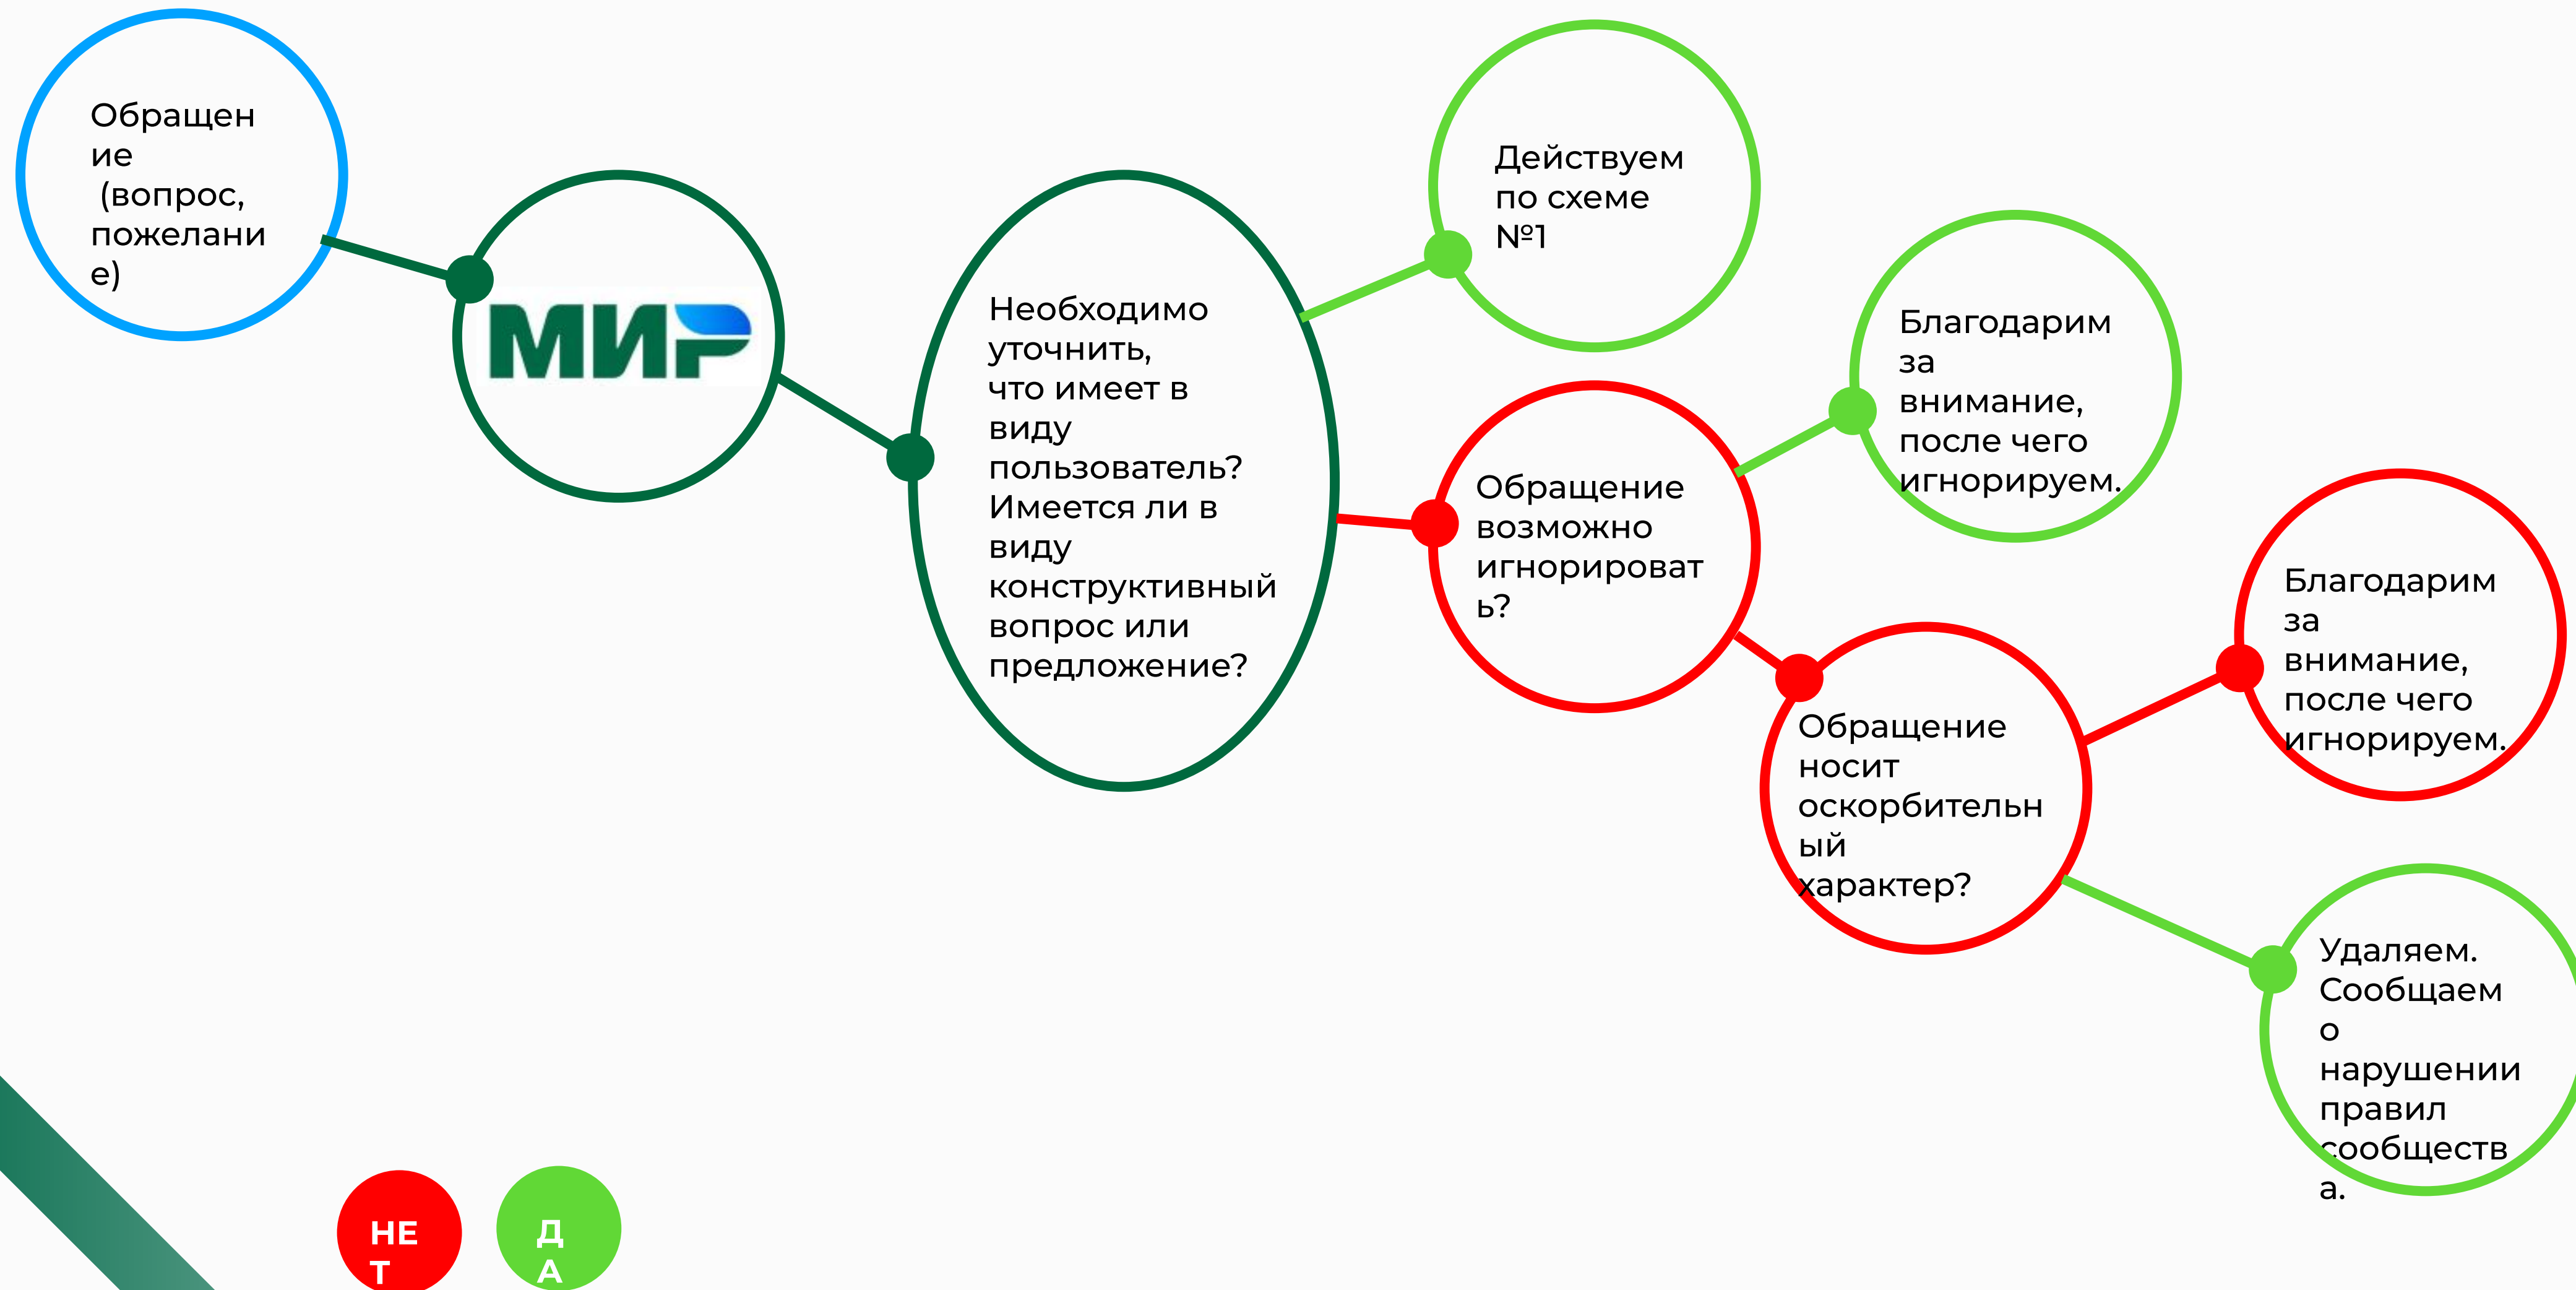 Обращен
ие
(вопрос,
пожелани
е)
МИР
Необходимо
уточнить,
что имеет в
виду
пользователь?
Имеется ли в
виду
конструктивный
вопрос или
предложение?
Действуем
по схеме
№1
Обращение
возможно
игнорироват
ь?
Благодарим
за
внимание,
после чего
игнорируем.
Обращение
носит
оскорбительн
ый
характер?
Благодарим
за
внимание,
после чего
игнорируем.
Удаляем.
Сообщаем
о
нарушении
правил
сообществ
а.
НЕ
Т
Д
А